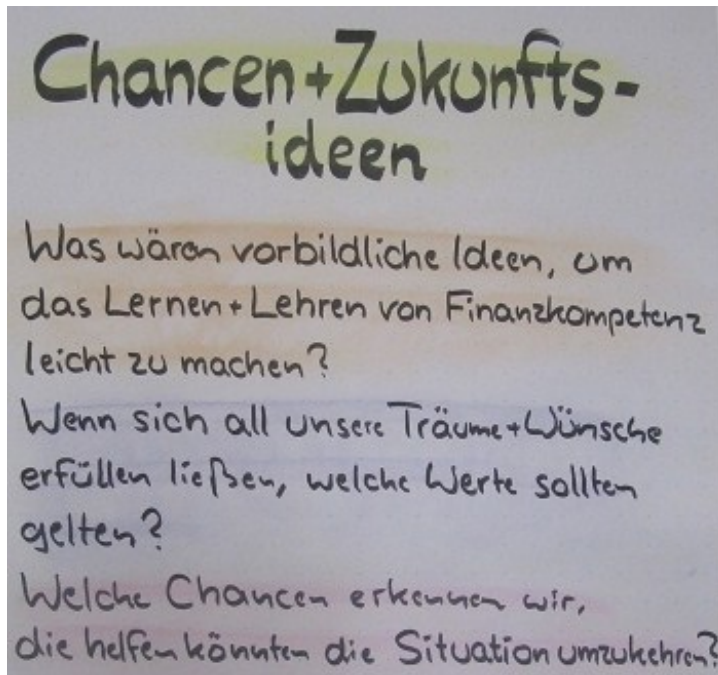 Chancen+Zukunfts-
ideen
Was wären vorbildliche Ideen, um
das Lernen+Lehren von Finanzkompetenz
leicht zu machen?
Wenn sich all unsere Träume+Wünsche
erfüllen ließen, welche Werte sollten
gelten?
Welche Chancen erkennen wir,
die helfen könnten die Situation umzukehren?